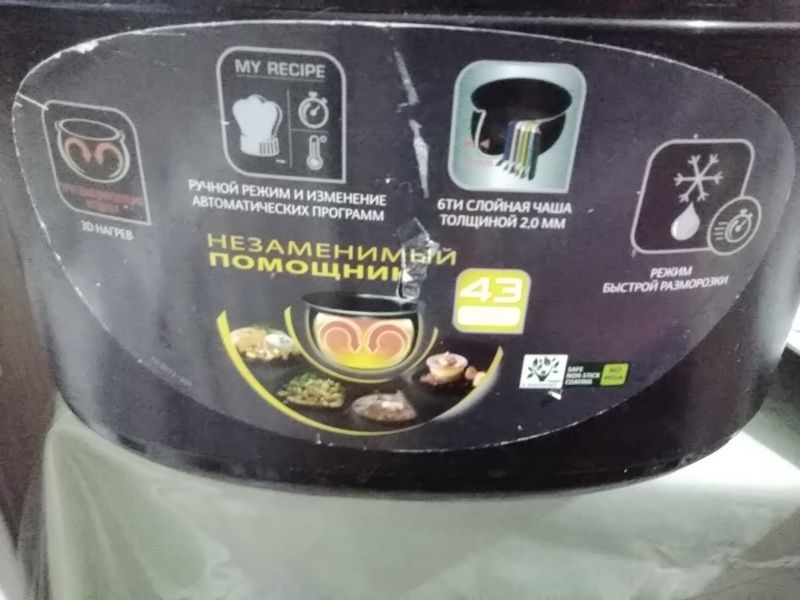 MY RECIPE
РУЧНОЙ РЕЖИМ И ИЗМЕНЕНИЕ
АВТОМАТИЧЕСКИХ ПРОГРАММ
6ТИ СЛОЙНАЯ ЧАША
ТОЛЩИНОЙ 2,0 ММ
3D НАГРЕВ
РЕЖИМ
БЫСТРОЙ РАЗМОРОЗКИ
НЕЗАМЕНИМЫЙ
ПОМОЩНИК
43
SAFE
NON-STICK
COATING
NO
PFOA